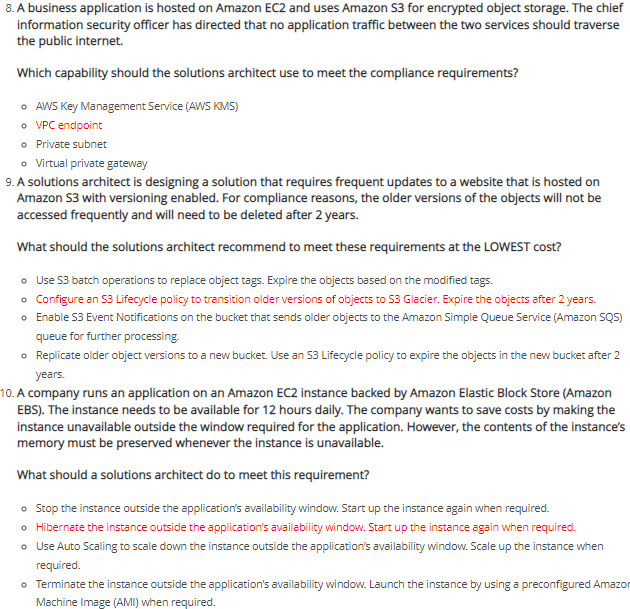 8. A business application is hosted on Amazon EC2 and uses Amazon S3 for encrypted object storage. The chief
information security officer has directed that no application traffic between the two services should traverse
the public internet.
Which capability should the solutions architect use to meet the compliance requirements?
AWS Key Management Service (AWS KMS)
VPC endpoint
Private subnet
Virtual private gateway
9. A solutions architect is designing a solution that requires frequent updates to a website that is hosted on
Amazon S3 with versioning enabled. For compliance reasons, the older versions of the objects will not be
accessed frequently and will need to be deleted after 2 years.
What should the solutions architect recommend to meet these requirements at the LOWEST cost?
Use S3 batch operations to replace object tags. Expire the objects based on the modified tags.
Configure an S3 Lifecycle policy to transition older versions of objects to S3 Glacier. Expire the objects after 2 years.
Enable S3 Event Notifications on the bucket that sends older objects to the Amazon Simple Queue Service (Amazon SQS)
queue for further processing.
Replicate older object versions to a new bucket. Use an S3 Lifecycle policy to expire the objects in the new bucket after 2
years.
10. A company runs an application on an Amazon EC2 instance backed by Amazon Elastic Block Store (Amazon
EBS). The instance needs to be available for 12 hours daily. The company wants to save costs by making the
instance unavailable outside the window required for the application. However, the contents of the instance's
memory must be preserved whenever the instance is unavailable.
What should a solutions architect do to meet this requirement?
Stop the instance outside the application's availability window. Start up the instance again when required.
Hibernate the instance outside the application's availability window. Start up the instance again when required.
Use Auto Scaling to scale down the instance outside the application's availability window. Scale up the instance when
required.
Terminate the instance outside the application's availability window. Launch the instance by using a preconfigured Amazon
Machine Image (AMI) when required.